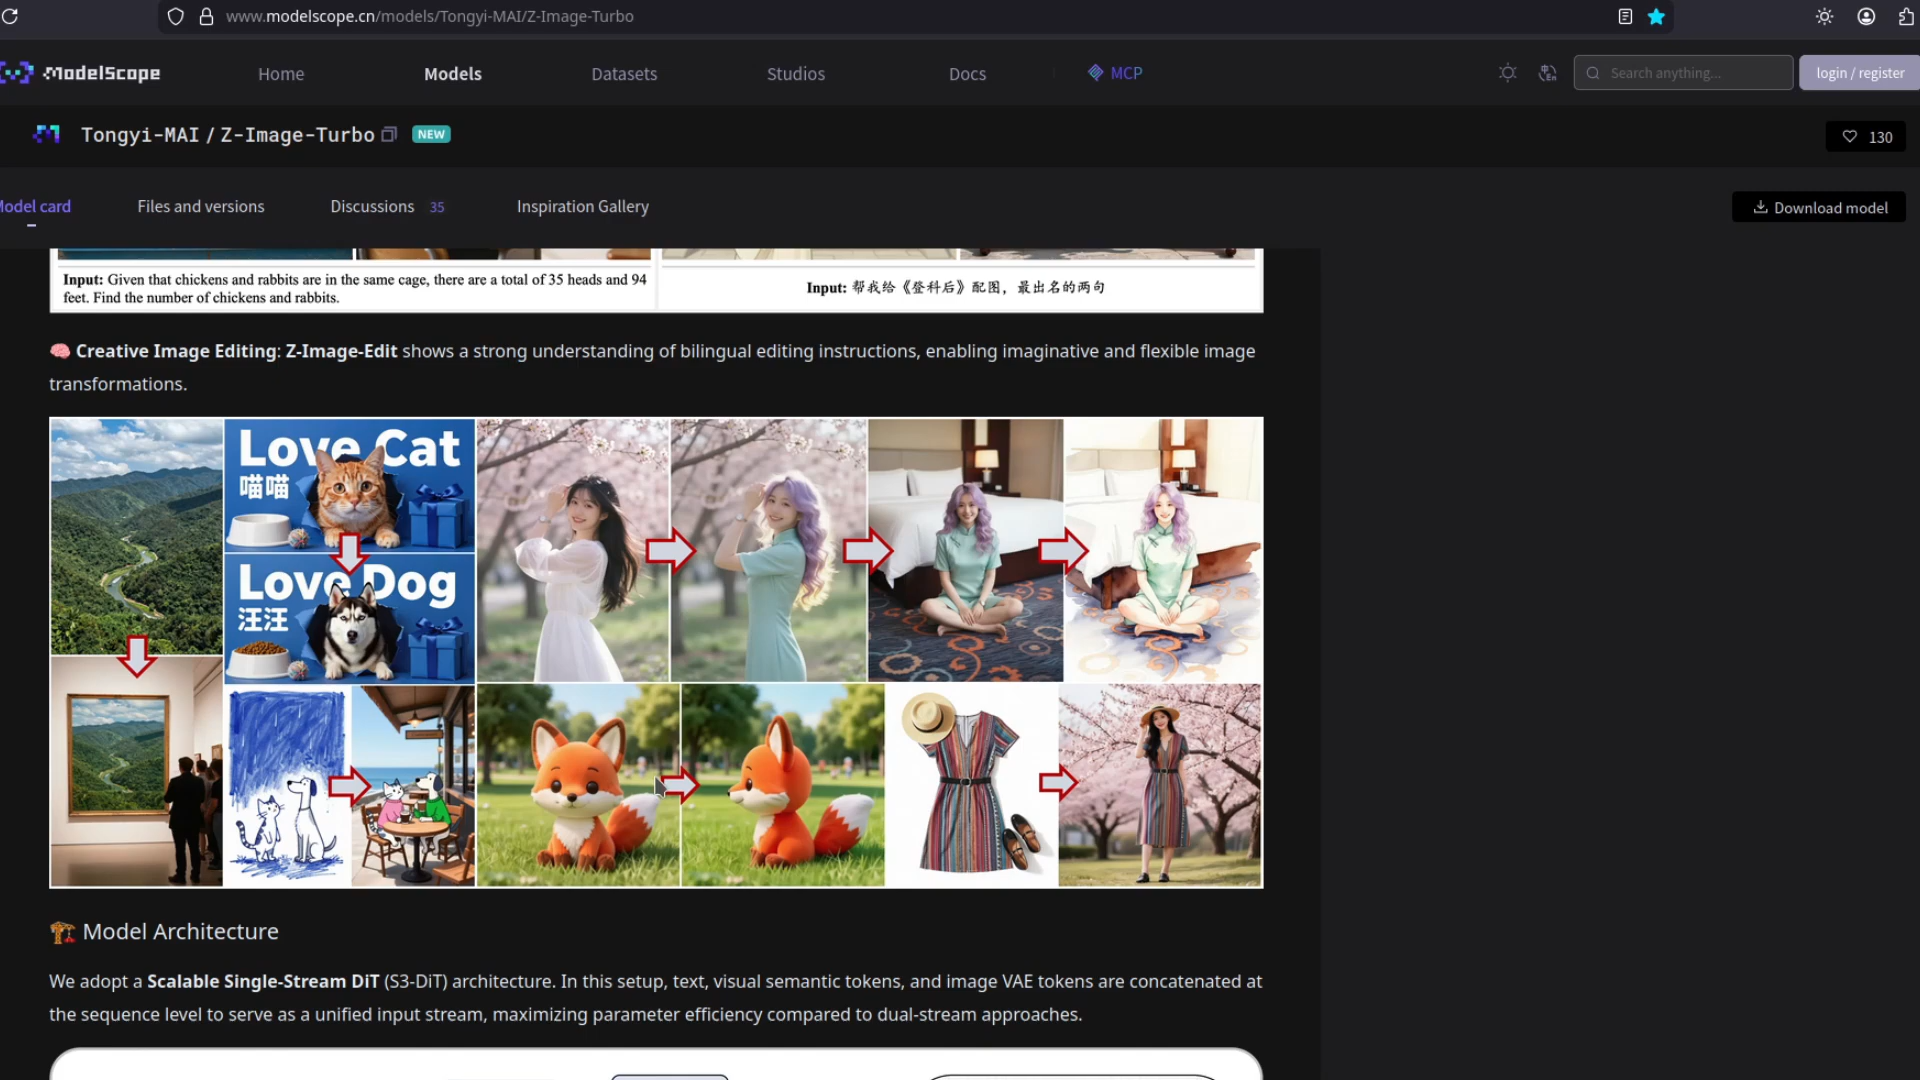 www.modelscope.cn/models/Tongyi-MAI/Z-Image-Turbo
ModelScope
Home
Models
Datasets
Studios
Docs
MCP
Search anything...
login / register
Tongyi-MAI / Z-Image-Turbo
NEW
130
Model card
Files and versions
Discussions 35
Inspiration Gallery
Download model
Input: Given that chickens and rabbits are in the same cage, there are a total of 35 heads and 94
feet. Find the number of chickens and rabbits.
Input: 帮我给《登科后》配图，最出名的两句
🧠 Creative Image Editing: Z-Image-Edit shows a strong understanding of bilingual editing instructions, enabling imaginative and flexible image
transformations.
Love Cat
喵喵
Love Dog
汪汪
🏗️ Model Architecture
We adopt a Scalable Single-Stream DiT (S3-DiT) architecture. In this setup, text, visual semantic tokens, and image VAE tokens are concatenated at
the sequence level to serve as a unified input stream, maximizing parameter efficiency compared to dual-stream approaches.